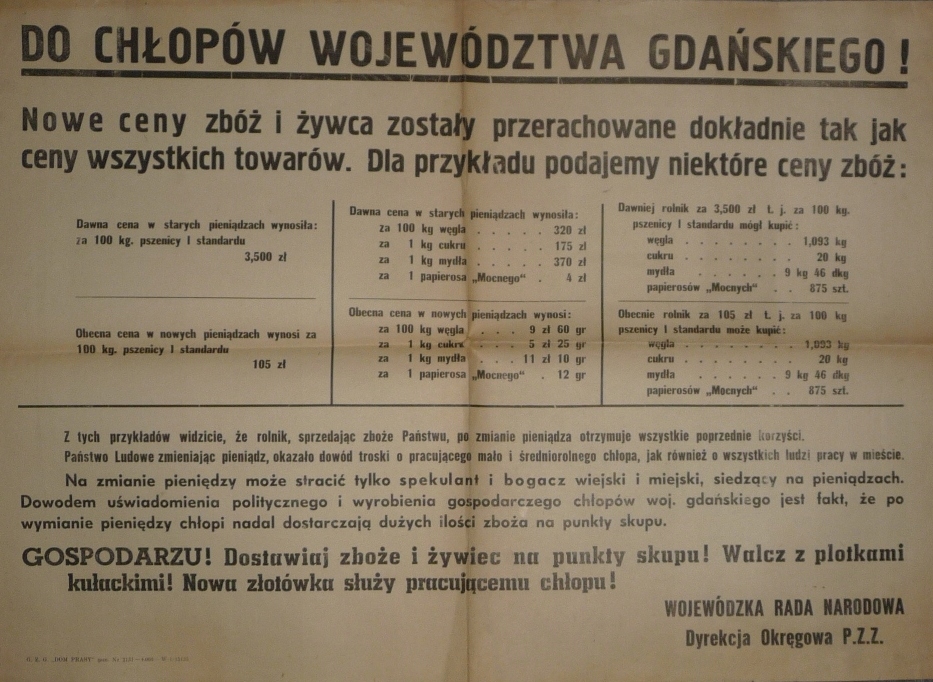 DO CHŁOPÓW WOJEWÓDZTWA GDAŃSKIEGO !
Nowe ceny zbóż i żywca zostały przerachowane dokładnie tak jak
ceny wszystkich towarów. Dla przykładu podajemy niektóre ceny zbóż:
Dawna cena w starych pieniądzach wynosiła:
za 100 kg. pszenicy I standardu
3,500 zł
Obecna cena w nowych pieniądzach wynosi za
100 kg. pszenicy I standardu
105 zł
Dawna cena w starych pieniądzach wynosiła:
za 100 kg węgla . . . . . 320 zł
za 1 kg cukru . . . . . 175 zł
za 1 kg mydła . . . . . 370 zł
za 1 papierosa „Mocnego" . 4 zł
Obecna cena w nowych pieniądzach wynosi:
za 100 kg węgla . . . 9 zł 60 gr
za 1 kg cukru . . . 5 zł 25 gr
za 1 kg mydła . . . 11 zł 10 gr
za 1 papierosa „Mocnego" . 12 gr
Dawniej rolnik za 3,500 zł t. j. za 100 kg.
pszenicy I standardu mógł kupić:
węgla . . . . . . . . 1,093 kg
cukru . . . . . . . . 20 kg
mydła . . . . . . 9 kg 46 dkg
papierosów „Mocnych" . . 875 szt.
Obecnie rolnik za 105 zł t. j. za 100 kg
pszenicy I standardu może kupić:
węgla . . . . . . . . 1,093 kg
cukru . . . . . . . . 20 kg
mydła . . . . . . 9 kg 46 dkg
papierosów „Mocnych" . . 875 szt.
Z tych przykładów widzicie, że rolnik, sprzedając zboże Państwu, po zmianie pieniądza otrzymuje wszystkie poprzednie korzyści.
Państwo Ludowe zmieniając pieniądz, okazało dowód troski o pracującego mało i średniorolnego chłopa, jak również o wszystkich ludzi pracy w mieście.
Na zmianie pieniędzy może stracić tylko spekulant i bogacz wiejski i miejski, siedzący na pieniądzach.
Dowodem uświadomienia politycznego i wyrobienia gospodarczego chłopów woj. gdańskiego jest fakt, że po
wymianie pieniędzy chłopi nadal dostarczają dużych ilości zboża na punkty skupu.
GOSPODARZU! Dostawiaj zboże i żywiec na punkty skupu! Walcz z plotkami
kułackimi! Nowa złotówka służy pracującemu chłopu!
WOJEWÓDZKA RADA NARODOWA
Dyrekcja Okręgowa P.Z.Z.
"DOM PRASY"